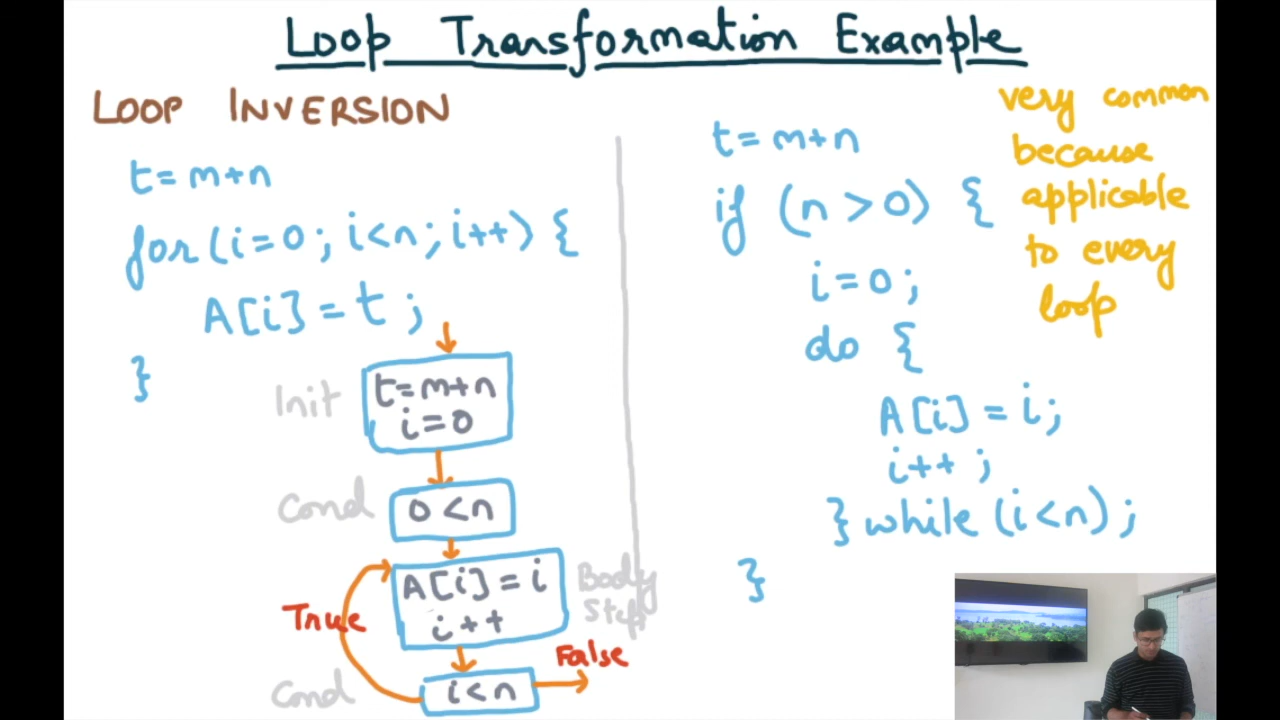 Loop Transformation Example
LOOP INVERSION
t = m+n
for (i=0; i<n; i++) {
A[i] = t;
}
Init
t=m+n
i=0
Cond
0<n
A[i] = i
i++
Body
Step
True
False
Cond
i<n
t = m+n
if (n > 0) {
i=0;
do {
A[i] = i;
i++;
} while (i<n);
}
very common
because
applicable
to every
loop